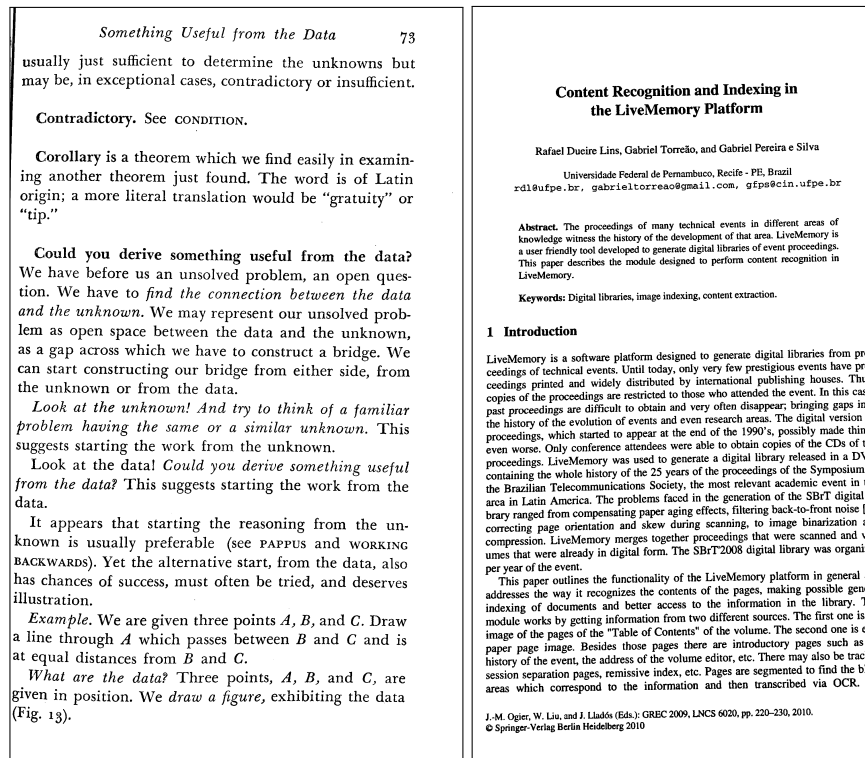 Something Useful from the Data 73
usually just sufficient to determine the unknowns but
may be, in exceptional cases, contradictory or insufficient.
Contradictory. See CONDITION.
Corollary is a theorem which we find easily in examin-
ing another theorem just found. The word is of Latin
origin; a more literal translation would be “gratuity” or
“tip.”
Could you derive something useful from the data?
We have before us an unsolved problem, an open ques-
tion. We have to find the connection between the data
and the unknown. We may represent our unsolved prob-
lem as open space between the data and the unknown,
as a gap across which we have to construct a bridge. We
can start constructing our bridge from either side, from
the unknown or from the data.
Look at the unknown! And try to think of a familiar
problem having the same or a similar unknown. This
suggests starting the work from the unknown.
Look at the data! Could you derive something useful
from the data? This suggests starting the work from the
data.
It appears that starting the reasoning from the un-
known is usually preferable (see PAPPUS and WORKING
BACKWARDS). Yet the alternative start, from the data, also
has chances of success, must often be tried, and deserves
illustration.
Example. We are given three points A, B, and C. Draw
a line through A which passes between B and C and is
at equal distances from B and C.
What are the data? Three points, A, B, and C, are
given in position. We draw a figure, exhibiting the data
(Fig. 13).
Content Recognition and Indexing in
the LiveMemory Platform
Rafael Dueire Lins, Gabriel Torreão, and Gabriel Pereira e Silva
Universidade Federal de Pernambuco, Recife - PE, Brazil
rdl@ufpe.br, gabrieltorreao@gmail.com, gfps@cin.ufpe.br
Abstract. The proceedings of many technical events in different areas of
knowledge witness the history of the development of that area. LiveMemory is
a user friendly tool developed to generate digital libraries of event proceedings.
This paper describes the module designed to perform content recognition in
LiveMemory.
Keywords: Digital libraries, image indexing, content extraction.
1 Introduction
LiveMemory is a software platform designed to generate digital libraries from pro
ceedings of technical events. Until today, only very few prestigious events have pr
ceedings printed and widely distributed by international publishing houses. Thu
copies of the proceedings are restricted to those who attended the event. In this cas
past proceedings are difficult to obtain and very often disappear; bringing gaps in
the history of the evolution of events and even research areas. The digital version
proceedings, which started to appear at the end of the 1990's, possibly made thin
even worse. Only conference attendees were able to obtain copies of the CDs of t
proceedings. LiveMemory was used to generate a digital library released in a DV
containing the whole history of the 25 years of the proceedings of the Symposium
the Brazilian Telecommunications Society, the most relevant academic event in t
area in Latin America. The problems faced in the generation of the SBrT digital
brary ranged from compensating paper aging effects, filtering back-to-front noise [
correcting page orientation and skew during scanning, to image binarization a
compression. LiveMemory merges together proceedings that were scanned and v
umes that were already in digital form. The SBrT'2008 digital library was organi
per year of the event.
This paper outlines the functionality of the LiveMemory platform in general
addresses the way it recognizes the contents of the pages, making possible gene
indexing of documents and better access to the information in the library. T
module works by getting information from two different sources. The first one is
image of the pages of the "Table of Contents" of the volume. The second one is e
paper page image. Besides those pages there are introductory pages such as
history of the event, the address of the volume editor, etc. There may also be trac
session separation pages, remissive index, etc. Pages are segmented to find the b
areas which correspond to the information and then transcribed via OCR.
J.-M. Ogier, W. Liu, and J. Lladós (Eds.): GREC 2009, LNCS 6020, pp. 220–230, 2010.
© Springer-Verlag Berlin Heidelberg 2010